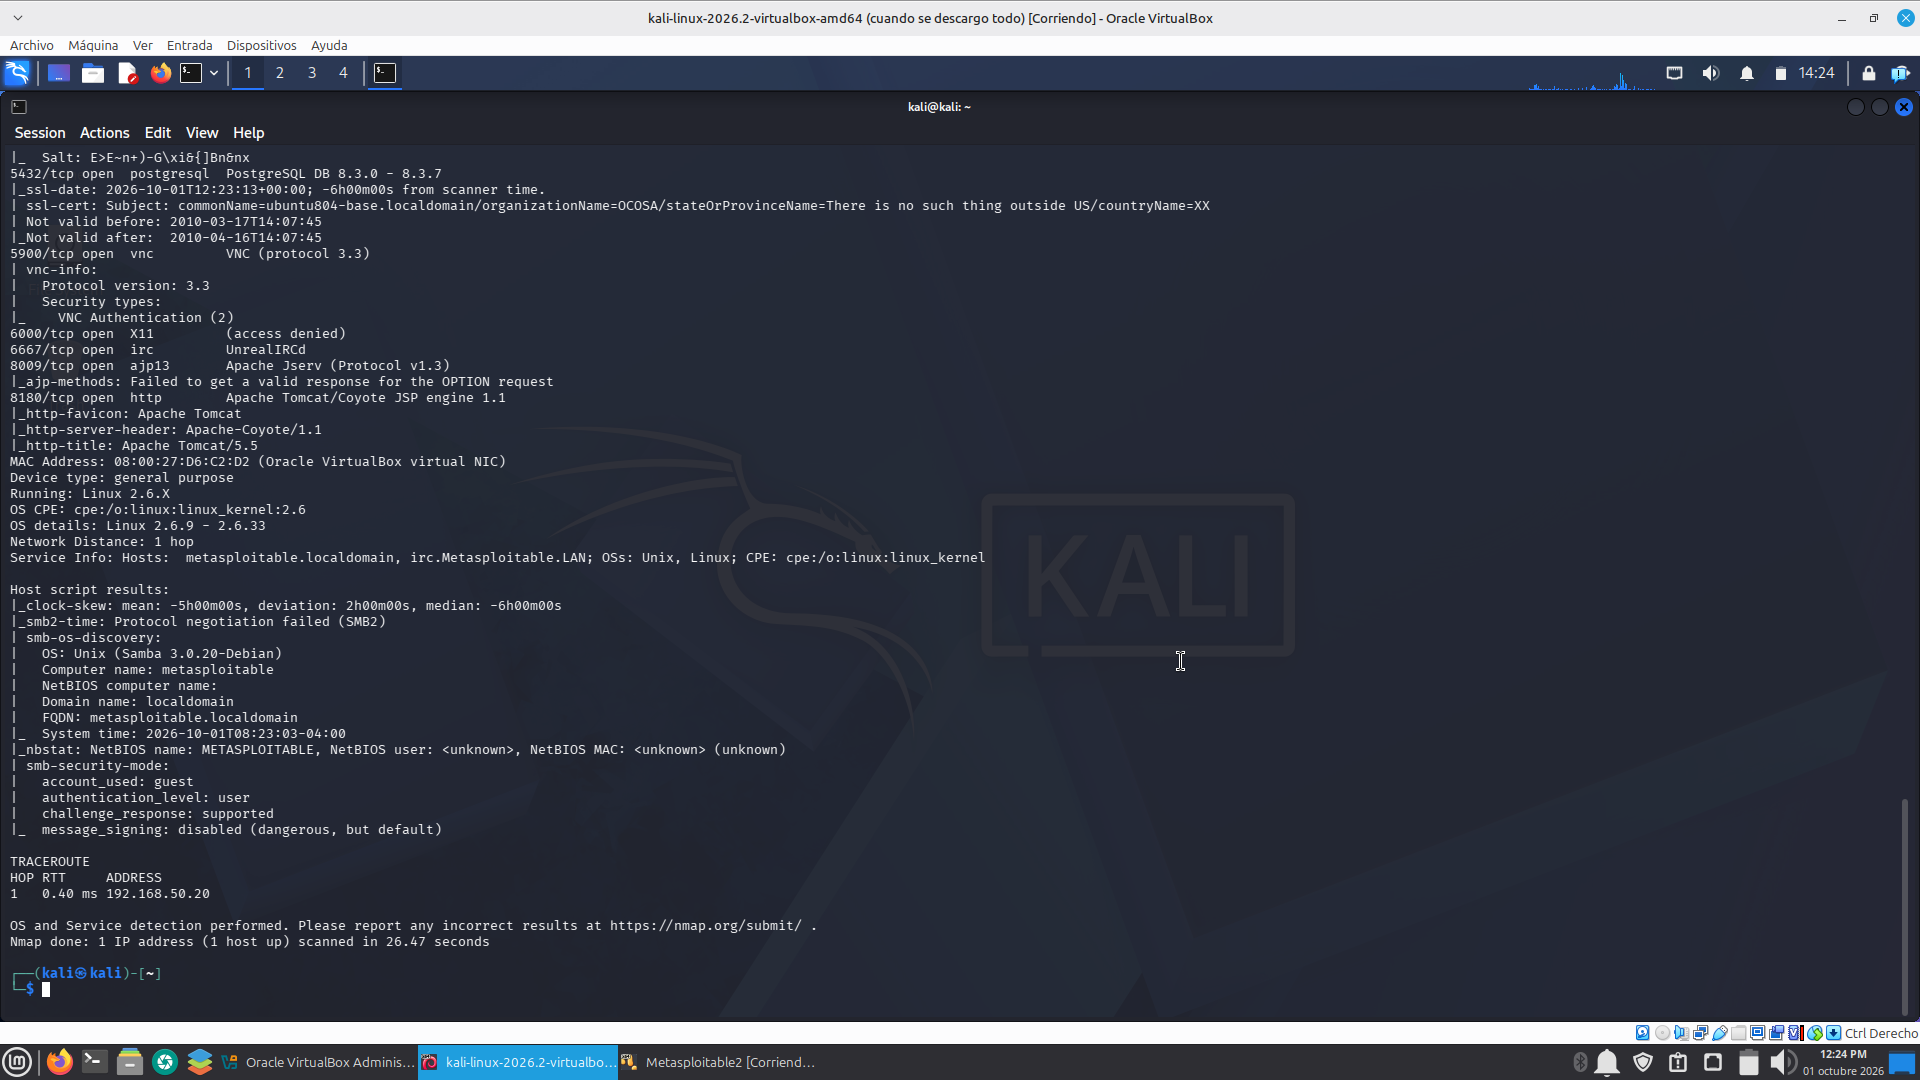 kali-linux-2026.2-virtualbox-amd64 (cuando se descargo todo) [Corriendo] - Oracle VirtualBox
Archivo Máquina Ver Entrada Dispositivos Ayuda
1 2 3 4 14:24
kali@kali: ~
Session Actions Edit View Help
|_  Salt: E>E~n+)-G\xi&{]Bn&nx
5432/tcp open  postgresql  PostgreSQL DB 8.3.0 - 8.3.7
|_ssl-date: 2026-10-01T12:23:13+00:00; -6h00m00s from scanner time.
| ssl-cert: Subject: commonName=ubuntu804-base.localdomain/organizationName=OCOSA/stateOrProvinceName=There is no such thing outside US/countryName=XX
| Not valid before: 2010-03-17T14:07:45
|_Not valid after:  2010-04-16T14:07:45
5900/tcp open  vnc         VNC (protocol 3.3)
| vnc-info:
|   Protocol version: 3.3
|   Security types:
|_    VNC Authentication (2)
6000/tcp open  X11         (access denied)
6667/tcp open  irc         UnrealIRCd
8009/tcp open  ajp13       Apache Jserv (Protocol v1.3)
|_ajp-methods: Failed to get a valid response for the OPTION request
8180/tcp open  http        Apache Tomcat/Coyote JSP engine 1.1
|_http-favicon: Apache Tomcat
|_http-server-header: Apache-Coyote/1.1
|_http-title: Apache Tomcat/5.5
MAC Address: 08:00:27:D6:C2:D2 (Oracle VirtualBox virtual NIC)
Device type: general purpose
Running: Linux 2.6.X
OS CPE: cpe:/o:linux:linux_kernel:2.6
OS details: Linux 2.6.9 - 2.6.33
Network Distance: 1 hop
Service Info: Hosts:  metasploitable.localdomain, irc.Metasploitable.LAN; OSs: Unix, Linux; CPE: cpe:/o:linux:linux_kernel
Host script results:
|_clock-skew: mean: -5h00m00s, deviation: 2h00m00s, median: -6h00m00s
|_smb2-time: Protocol negotiation failed (SMB2)
| smb-os-discovery:
|   OS: Unix (Samba 3.0.20-Debian)
|   Computer name: metasploitable
|   NetBIOS computer name:
|   Domain name: localdomain
|   FQDN: metasploitable.localdomain
|_  System time: 2026-10-01T08:23:03-04:00
|_nbstat: NetBIOS name: METASPLOITABLE, NetBIOS user: <unknown>, NetBIOS MAC: <unknown> (unknown)
| smb-security-mode:
|   account_used: guest
|   authentication_level: user
|   challenge_response: supported
|_  message_signing: disabled (dangerous, but default)
TRACEROUTE
HOP RTT     ADDRESS
1   0.40 ms 192.168.50.20
OS and Service detection performed. Please report any incorrect results at https://nmap.org/submit/ .
Nmap done: 1 IP address (1 host up) scanned in 26.47 seconds
┌──(kali㉿kali)-[~]
└─$
KALI
Ctrl Derecho
Oracle VirtualBox Adminis... kali-linux-2026.2-virtualbo... Metasploitable2 [Corriend...
12:24 PM
01 octubre 2026